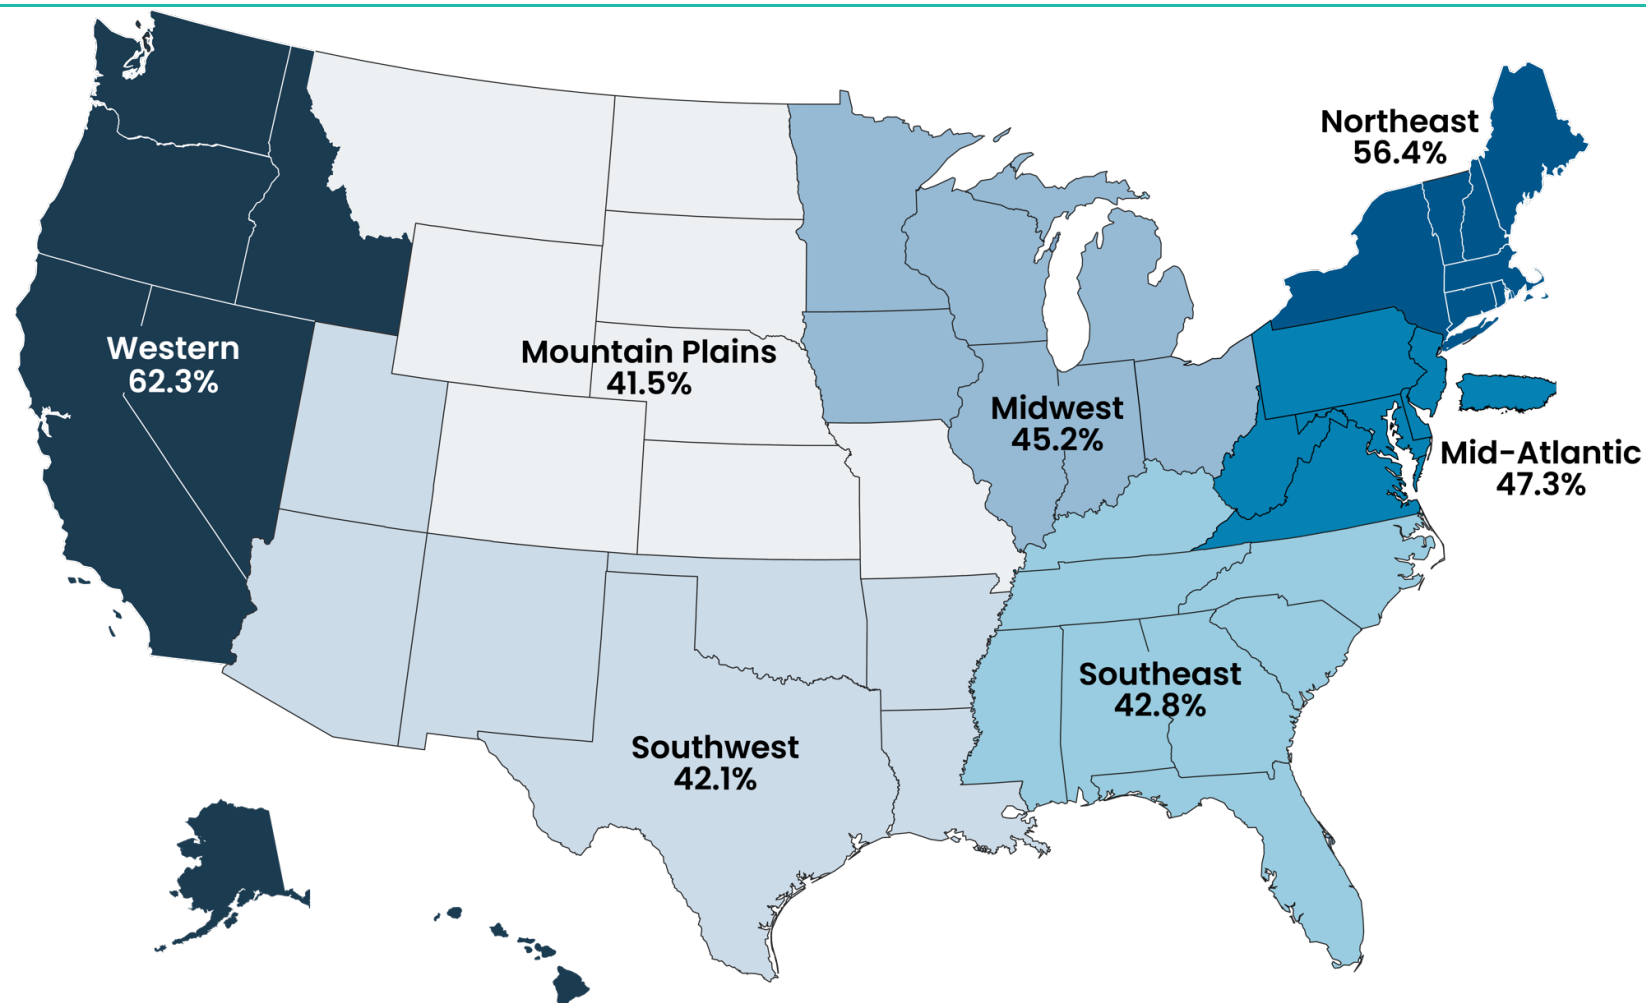 Northeast
56.4%
Western
62.3%
Mountain Plains
41.5%
Midwest
45.2%
Mid-Atlantic
47.3%
Southeast
42.8%
Southwest
42.1%